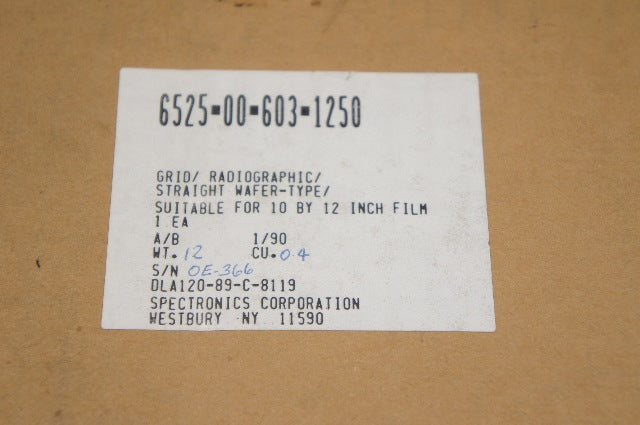 6525-00-603-1250
GRID/ RADIOGRAPHIC/
STRAIGHT WAFER-TYPE/
SUITABLE FOR 10 BY 12 INCH FILM
1 EA
A/B 1/90
WT. 12 CU. 0.4
S/N OE-366
DLA120-89-C-8119
SPECTRONICS CORPORATION
WESTBURY NY 11590